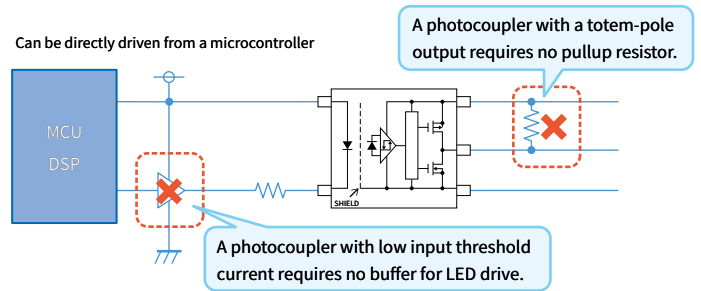 A photocoupler with a totem-pole
output requires no pullup resistor.
Can be directly driven from a microcontroller
MCU
DSP
SHIELD
A photocoupler with low input threshold
current requires no buffer for LED drive.